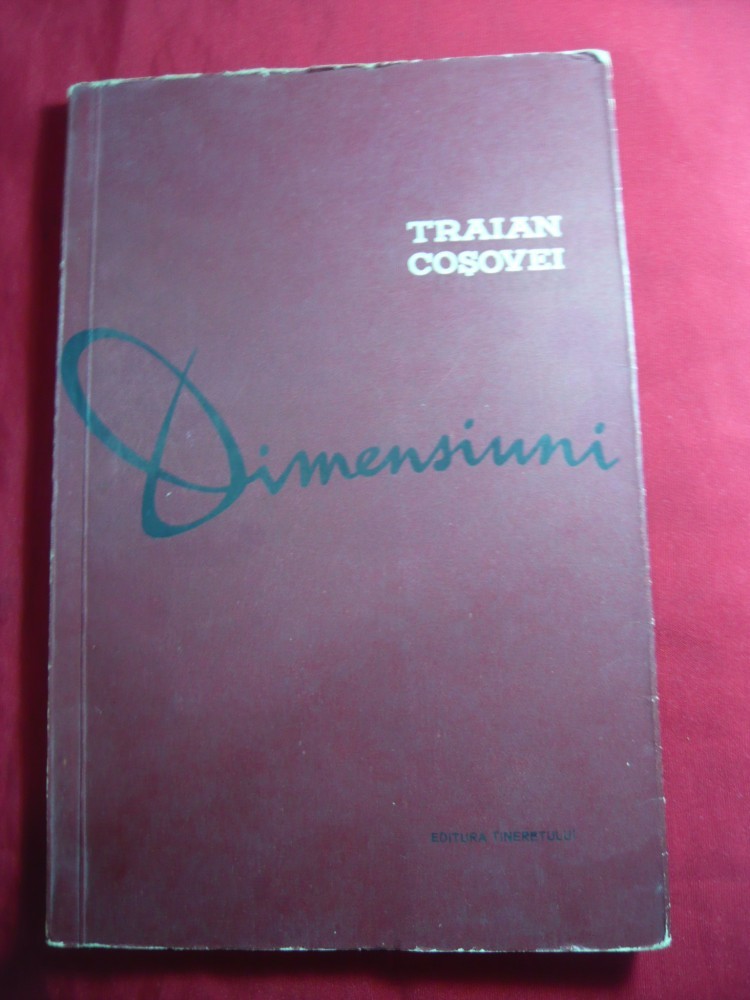 TRAIAN
COȘOVEI
Dimensiuni
EDITURA TINERETULUI